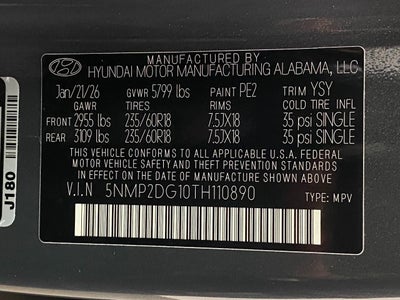 MANUFACTURED BY
HYUNDAI MOTOR MANUFACTURING ALABAMA, LLC
Jan/21/26 GVWR 5799 lbs PAINT PE2 TRIM YSY
GAWR TIRES RIMS COLD TIRE INFL
FRONT 2955 lbs 235/60R18 7.5JX18 35 psi SINGLE
REAR 3109 lbs 235/60R18 7.5JX18 35 psi SINGLE
THIS VEHICLE CONFORMS TO ALL APPLICABLE U.S.A. FEDERAL
MOTOR VEHICLE SAFETY AND THEFT PREVENTION STANDARDS
IN EFFECT ON THE DATE OF MANUFACTURE SHOWN ABOVE.
V.I.N 5NMP2DG10TH110890 TYPE: MPV
J180